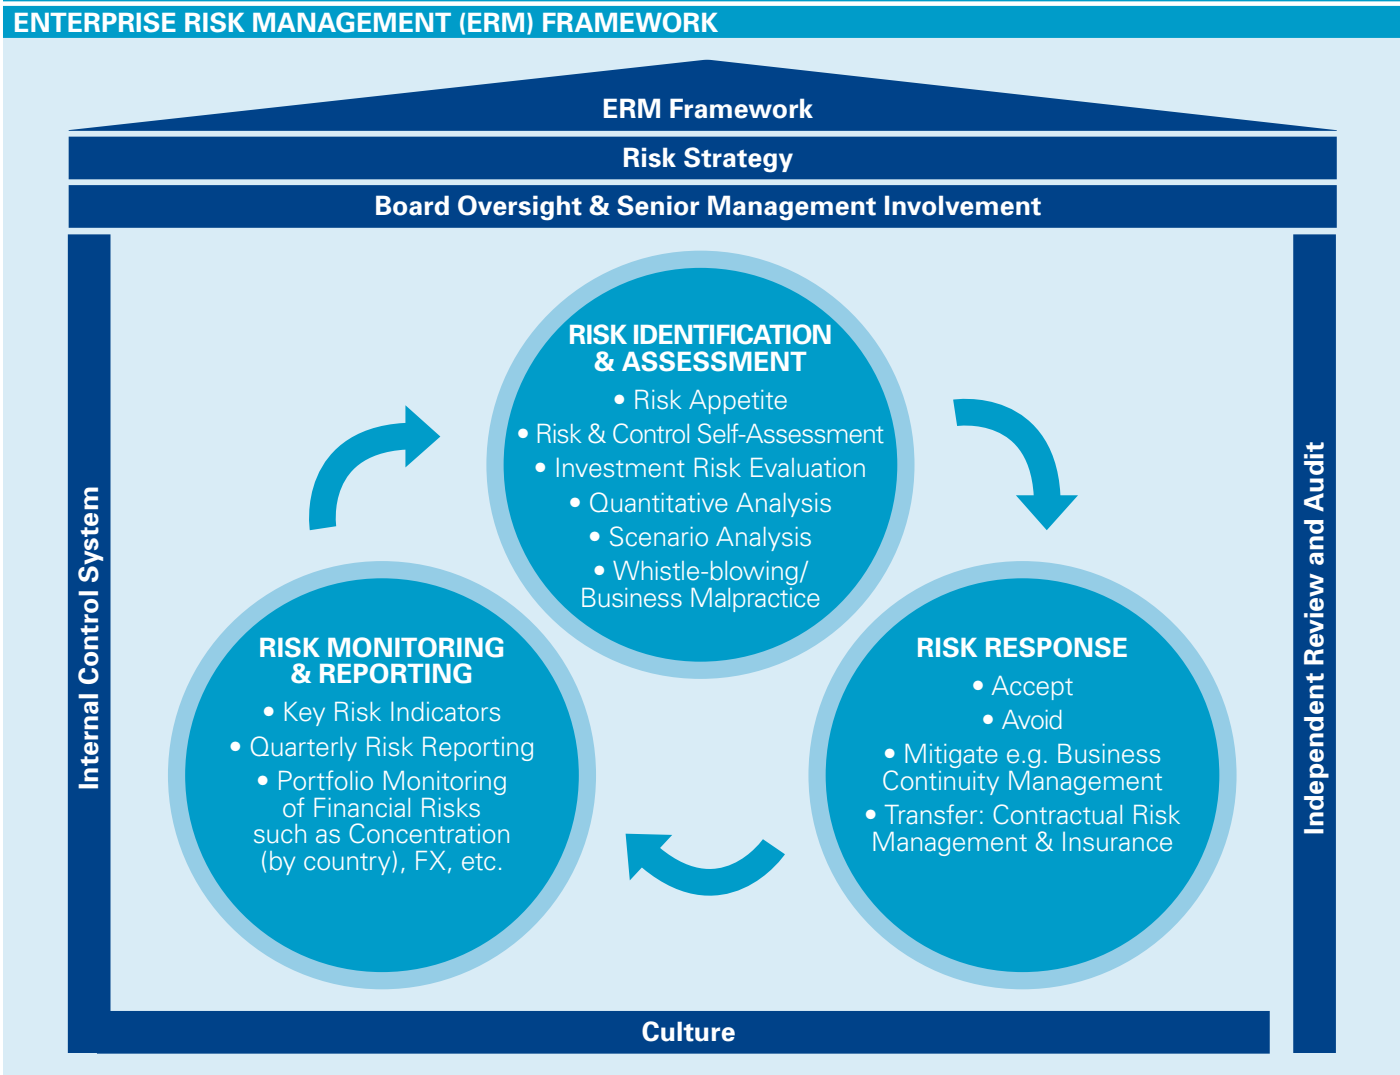 ENTERPRISE RISK MANAGEMENT (ERM) FRAMEWORK
ERM Framework
Risk Strategy
Board Oversight & Senior Management Involvement
Internal Control System
RISK IDENTIFICATION
& ASSESSMENT
• Risk Appetite
• Risk & Control Self-Assessment
• Investment Risk Evaluation
• Quantitative Analysis
• Scenario Analysis
• Whistle-blowing/
Business Malpractice
RISK RESPONSE
• Accept
• Avoid
• Mitigate e.g. Business
Continuity Management
• Transfer: Contractual Risk
Management & Insurance
RISK MONITORING
& REPORTING
• Key Risk Indicators
• Quarterly Risk Reporting
• Portfolio Monitoring
of Financial Risks
such as Concentration
(by country), FX, etc.
Independent Review and Audit
Culture